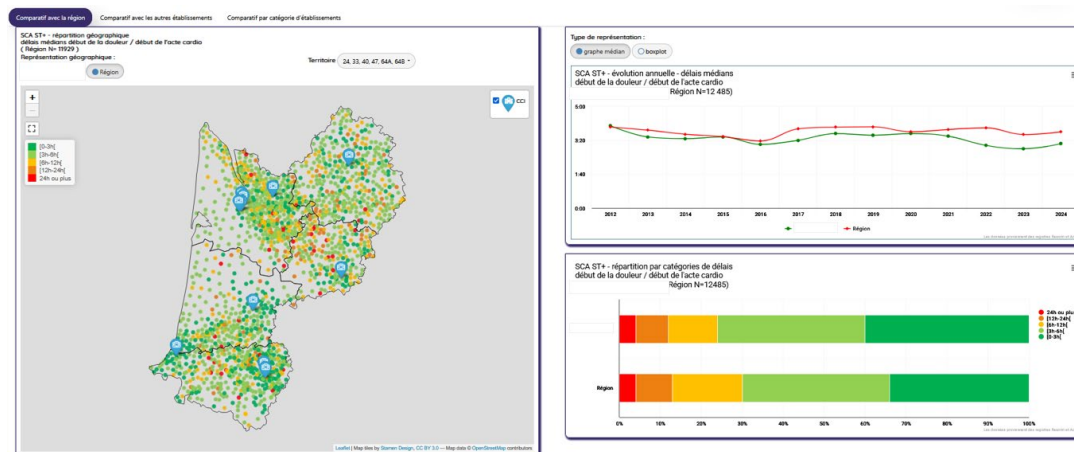 Comparatif avec la région
Comparatif avec les autres établissements
Comparatif par catégorie d'établissements
SCA ST+ - répartition géographique
délais médians début de la douleur / début de l'acte cardio
( Région N= 11929 )
Représentation géographique :
Région
Territoire
24, 33, 40, 47, 64A, 64B
+
−
CCI
[0-3h[
[3h-6h[
[6h-12h[
[12h-24h[
24h ou plus
Leaflet | Map tiles by Stamen Design, CC BY 3.0 — Map data © OpenStreetMap contributors
Type de représentation :
graphe médian
boxplot
SCA ST+ - évolution annuelle - délais médians
début de la douleur / début de l'acte cardio
Région N=12 485)
5:00
3:20
1:40
0:00
2012 2013 2014 2015 2016 2017 2018 2019 2020 2021 2022 2023 2024
Région
SCA ST+ - répartition par catégories de délais
début de la douleur / début de l'acte cardio
Région N=12485)
24h ou plu
[12h-24h[
[6h-12h[
[3h-6h[
[0-3h[
Région
0% 10% 20% 30% 40% 50% 60% 70% 80% 90% 100%